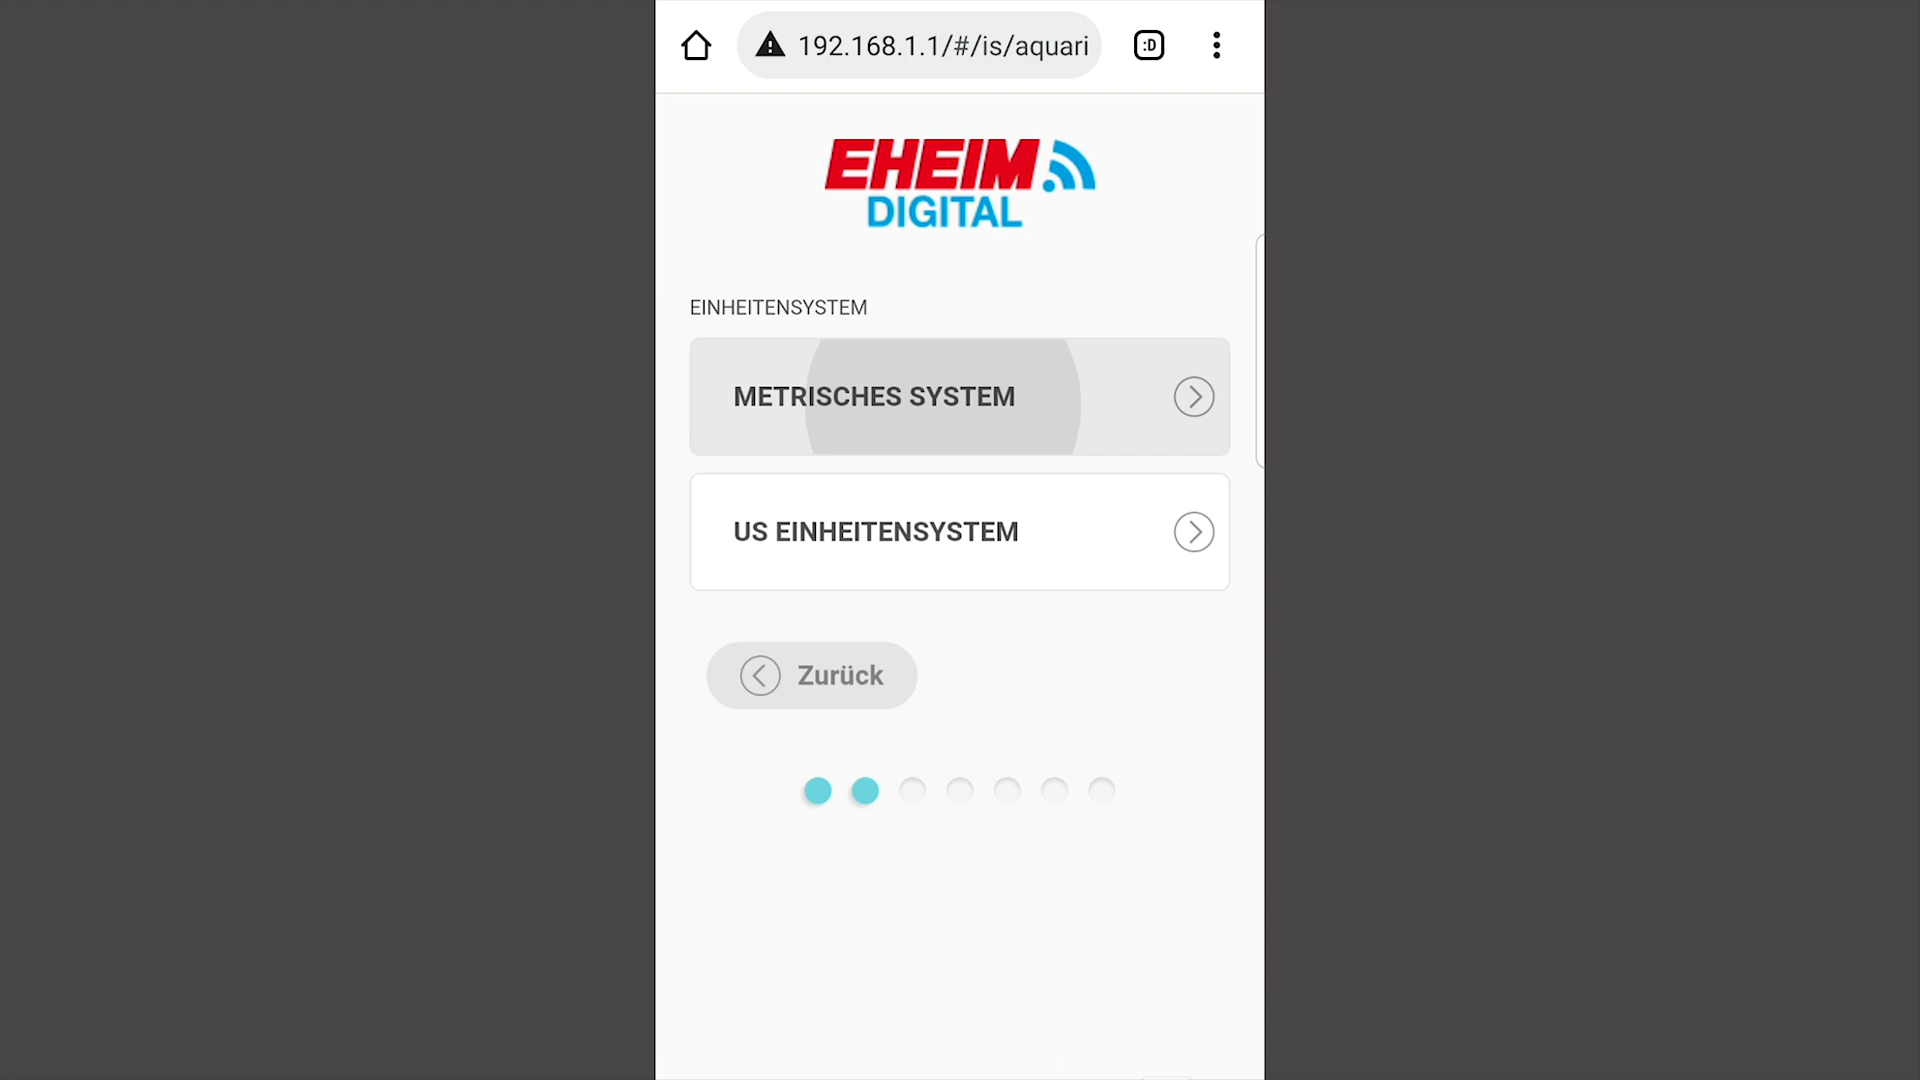 192.168.1.1/#/is/aquari
:D
EHEIM
DIGITAL
EINHEITENSYSTEM
METRISCHES SYSTEM
US EINHEITENSYSTEM
Zurück